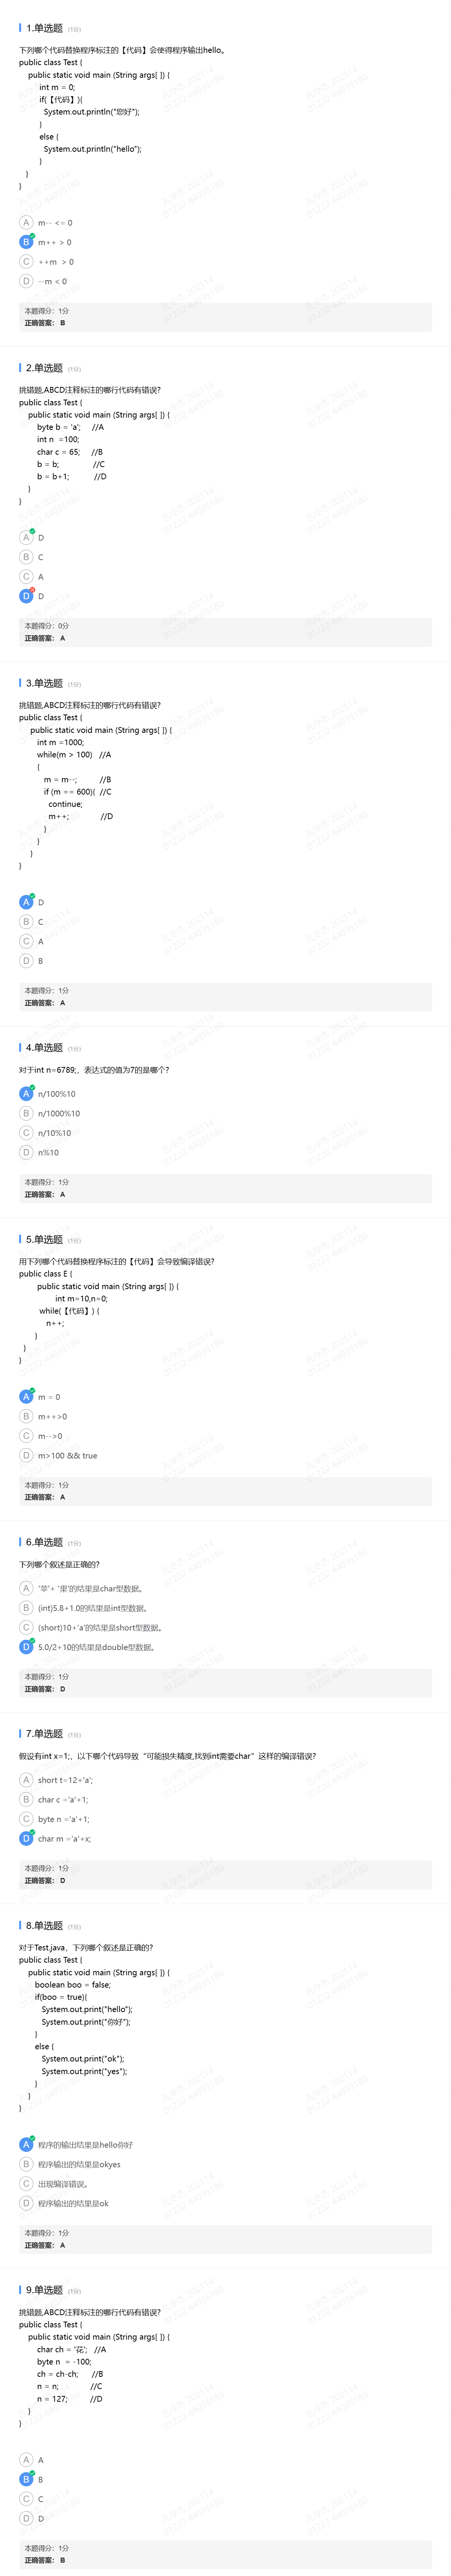 1.单选题 (1分)
下列哪个代码替换程序标注的【代码】会使得程序输出hello。
public class Test {
public static void main (String args[ ]) {
int m = 0;
if(【代码】){
System.out.println("您好");
}
else {
System.out.println("hello");
}
}
}
A m-- <= 0
B m++ > 0
C ++m  > 0
D --m < 0
本题得分：1分
正确答案： B
2.单选题 (1分)
挑错题,ABCD注释标注的哪行代码有错误?
public class Test {
public static void main (String args[ ]) {
byte b = 'a';     //A
int n  =100;
char c = 65;     //B
b = b;               //C
b = b+1;           //D
}
}
A D
B C
C A
D D
本题得分：0分
正确答案： A
3.单选题 (1分)
挑错题,ABCD注释标注的哪行代码有错误?
public class Test {
public static void main (String args[ ]) {
int m =1000;
while(m > 100)   //A
{
m = m--;          //B
if (m == 600){  //C
continue;
m++;              //D
}
}
}
}
A D
B C
C A
D B
本题得分：1分
正确答案： A
4.单选题 (1分)
对于int n=6789;，表达式的值为7的是哪个?
A n/100%10
B n/1000%10
C n/10%10
D n%10
本题得分：1分
正确答案： A
5.单选题 (1分)
用下列哪个代码替换程序标注的【代码】会导致编译错误?
public class E {
public static void main (String args[ ]) {
int m=10,n=0;
while(【代码】) {
n++;
}
}
}
A m = 0
B m++>0
C m-->0
D m>100 && true
本题得分：1分
正确答案： A
6.单选题 (1分)
下列哪个叙述是正确的?
A '苹'+ '果'的结果是char型数据。
B (int)5.8+1.0的结果是int型数据。
C (short)10+'a'的结果是short型数据。
D 5.0/2+10的结果是double型数据。
本题得分：1分
正确答案： D
7.单选题 (1分)
假设有int x=1;，以下哪个代码导致“可能损失精度,找到int需要char”这样的编译错误?
A short t=12+'a';
B char c ='a'+1;
C byte n ='a'+1;
D char m ='a'+x;
本题得分：1分
正确答案： D
8.单选题 (1分)
对于Test.java，下列哪个叙述是正确的?
public class Test {
public static void main (String args[ ]) {
boolean boo = false;
if(boo = true){
System.out.print("hello");
System.out.print("你好");
}
else {
System.out.print("ok");
System.out.print("yes");
}
}
}
A 程序的输出结果是hello你好
B 程序输出的结果是okyes
C 出现编译错误。
D 程序输出的结果是ok
本题得分：1分
正确答案： A
9.单选题 (1分)
挑错题,ABCD注释标注的哪行代码有错误?
public class Test {
public static void main (String args[ ]) {
char ch = '花';   //A
byte n  = -100;
ch = ch-ch;      //B
n = n;              //C
n = 127;          //D
}
}
A A
B B
C C
D D
本题得分：1分
正确答案： B